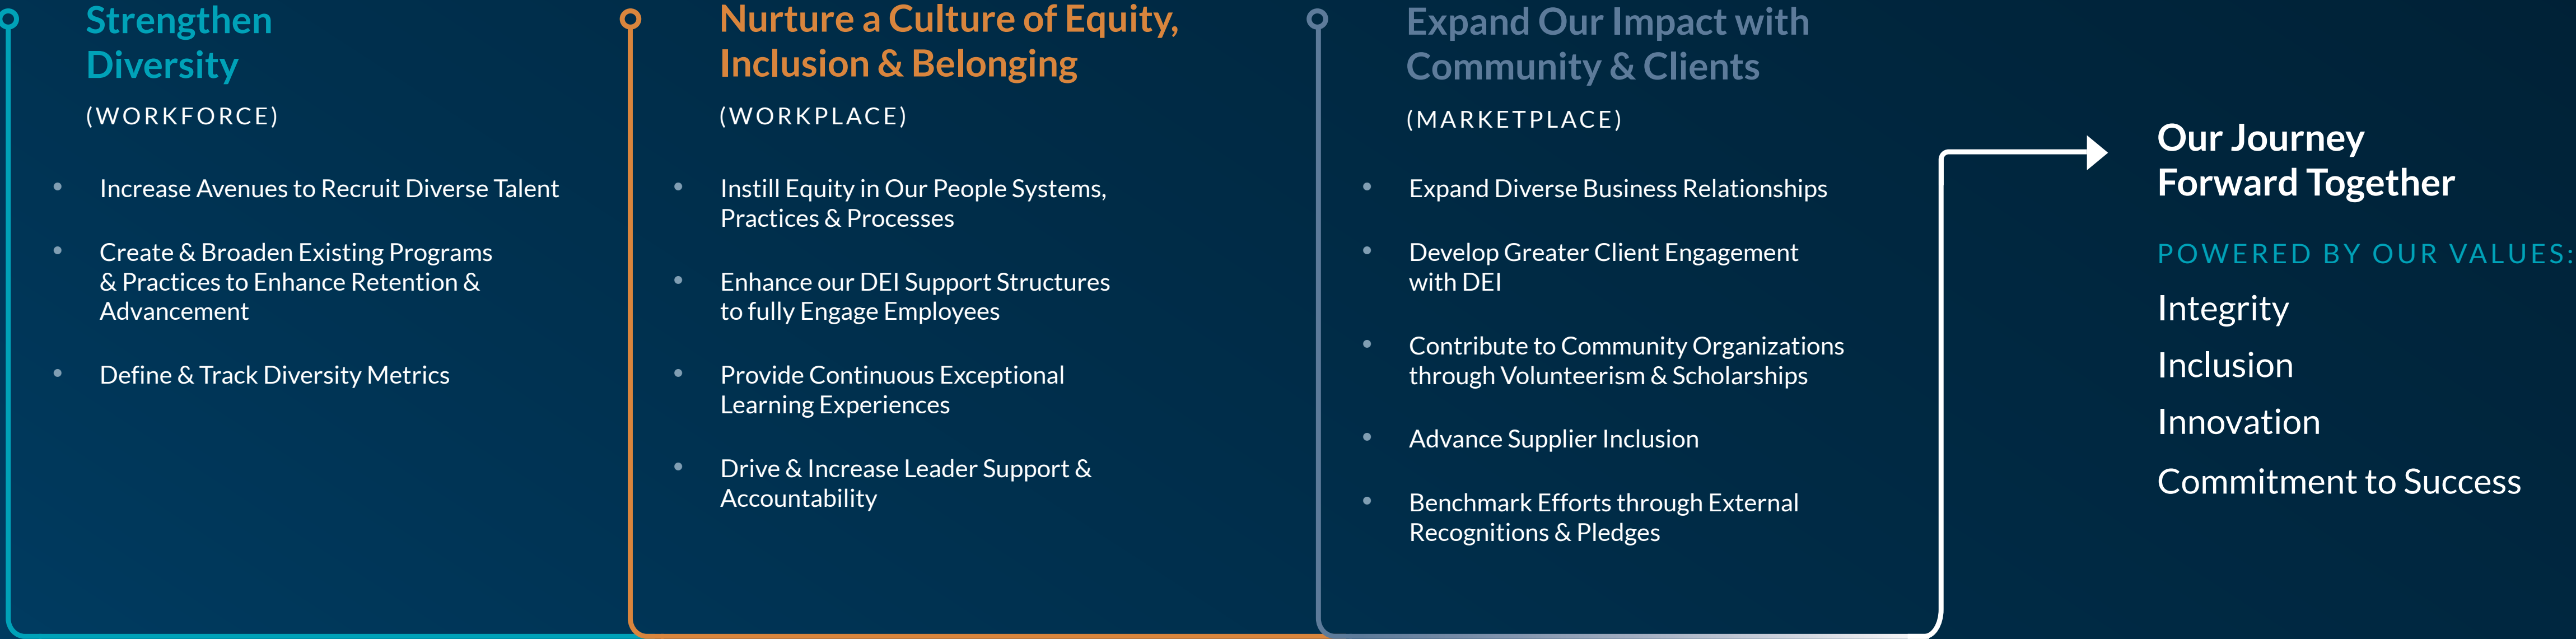 Strengthen
Diversity
(WORKFORCE)
• Increase Avenues to Recruit Diverse Talent
• Create & Broaden Existing Programs
& Practices to Enhance Retention &
Advancement
• Define & Track Diversity Metrics
Nurture a Culture of Equity,
Inclusion & Belonging
(WORKPLACE)
• Instill Equity in Our People Systems,
Practices & Processes
• Enhance our DEI Support Structures
to fully Engage Employees
• Provide Continuous Exceptional
Learning Experiences
• Drive & Increase Leader Support &
Accountability
Expand Our Impact with
Community & Clients
(MARKETPLACE)
• Expand Diverse Business Relationships
• Develop Greater Client Engagement
with DEI
• Contribute to Community Organizations
through Volunteerism & Scholarships
• Advance Supplier Inclusion
• Benchmark Efforts through External
Recognitions & Pledges
Our Journey
Forward Together
POWERED BY OUR VALUES:
Integrity
Inclusion
Innovation
Commitment to Success